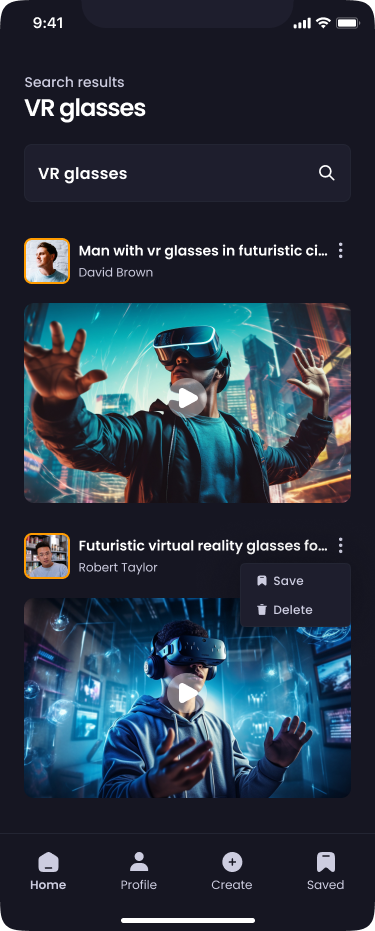 9:41
Search results
VR glasses
VR glasses
Man with vr glasses in futuristic ci...
David Brown
Futuristic virtual reality glasses fo...
Robert Taylor
Save
Delete
Home
Profile
Create
Saved